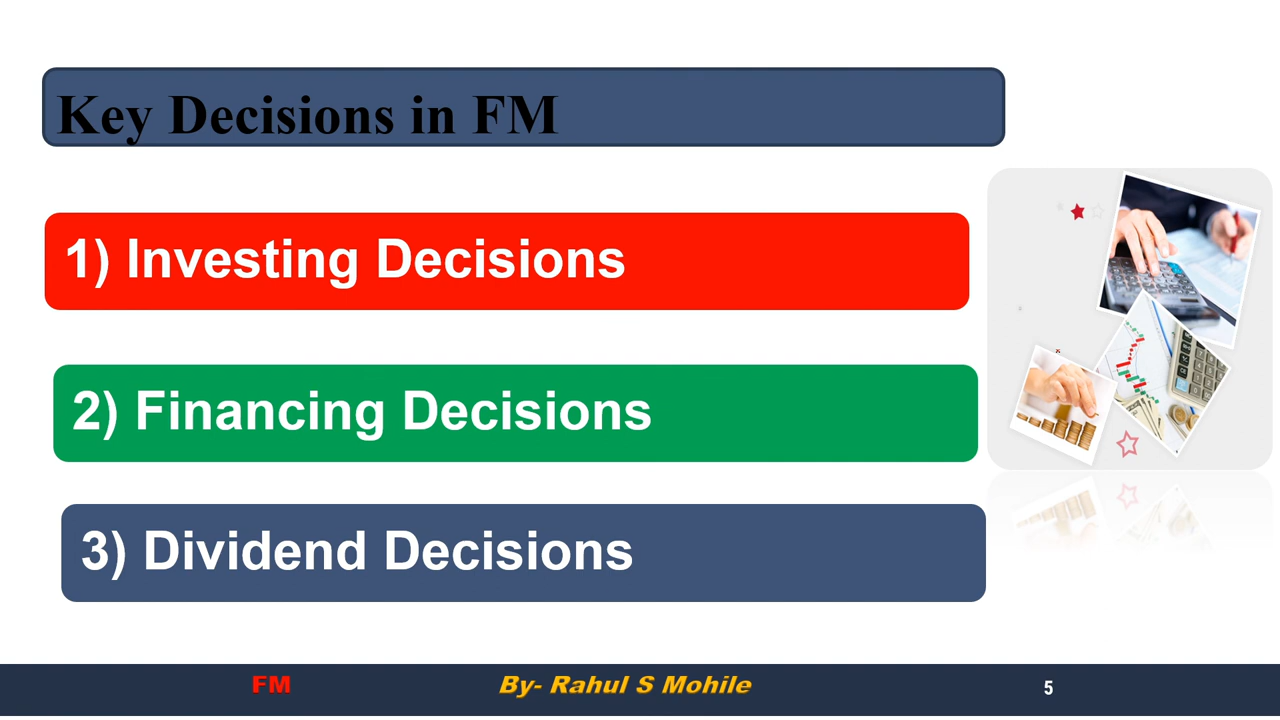 Key Decisions in FM
1) Investing Decisions
2) Financing Decisions
3) Dividend Decisions
FM
By- Rahul S Mohile
5